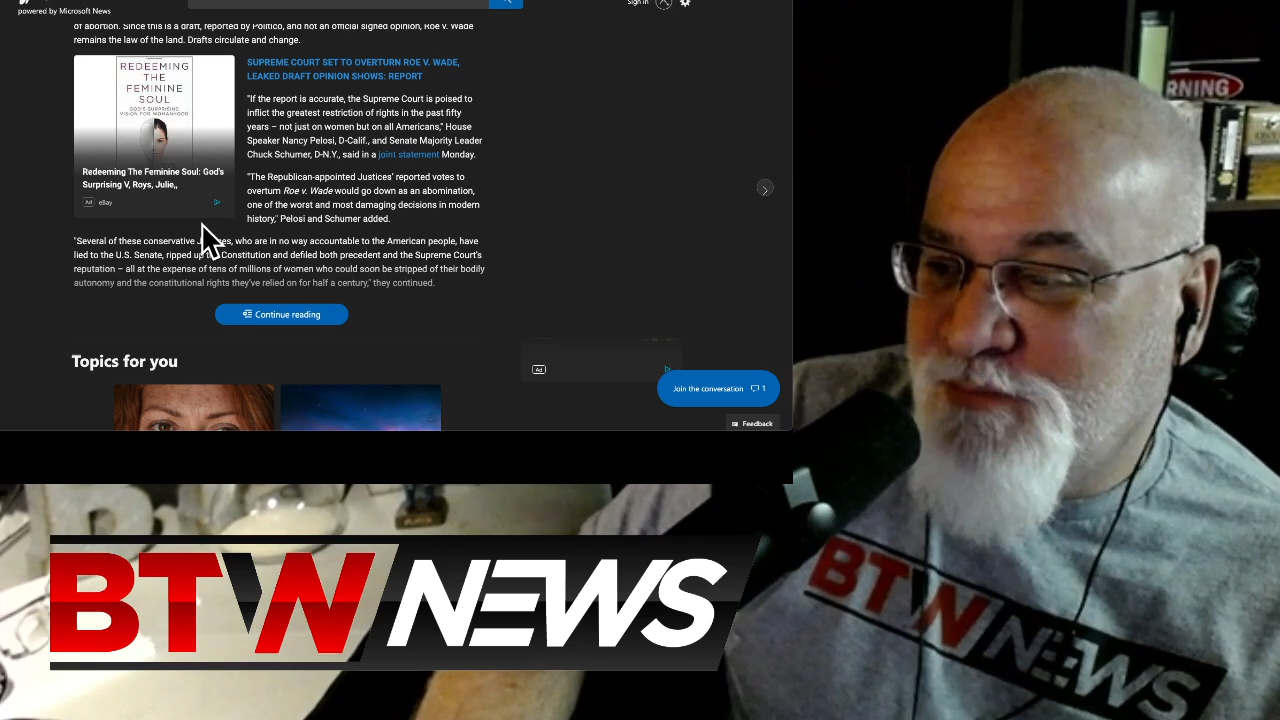 powered by Microsoft News
Sign in
of abortion. Since this is a draft, reported by Politico, and not an official signed opinion, Roe v. Wade
remains the law of the land. Drafts circulate and change.
REDEEMING
THE
FEMININE
SOUL
GOD'S SURPRISING
VISION FOR WOMANHOOD
Redeeming The Feminine Soul: God's
Surprising V, Roys, Julie,,
Ad eBay
SUPREME COURT SET TO OVERTURN ROE V. WADE,
LEAKED DRAFT OPINION SHOWS: REPORT
"If the report is accurate, the Supreme Court is poised to
inflict the greatest restriction of rights in the past fifty
years – not just on women but on all Americans," House
Speaker Nancy Pelosi, D-Calif., and Senate Majority Leader
Chuck Schumer, D-N.Y., said in a joint statement Monday.
"The Republican-appointed Justices' reported votes to
overturn Roe v. Wade would go down as an abomination,
one of the worst and most damaging decisions in modern
history," Pelosi and Schumer added.
"Several of these conservative who are in no way accountable to the American people, have
lied to the U.S. Senate, ripped up Constitution and defiled both precedent and the Supreme Court's
reputation – all at the expense of tens of millions of women who could soon be stripped of their bodily
autonomy and the constitutional rights they've relied on for half a century," they continued.
Continue reading
Topics for you
Ad
Join the conversation 1
Feedback
RNING
BTW NEWS
BTW NEWS